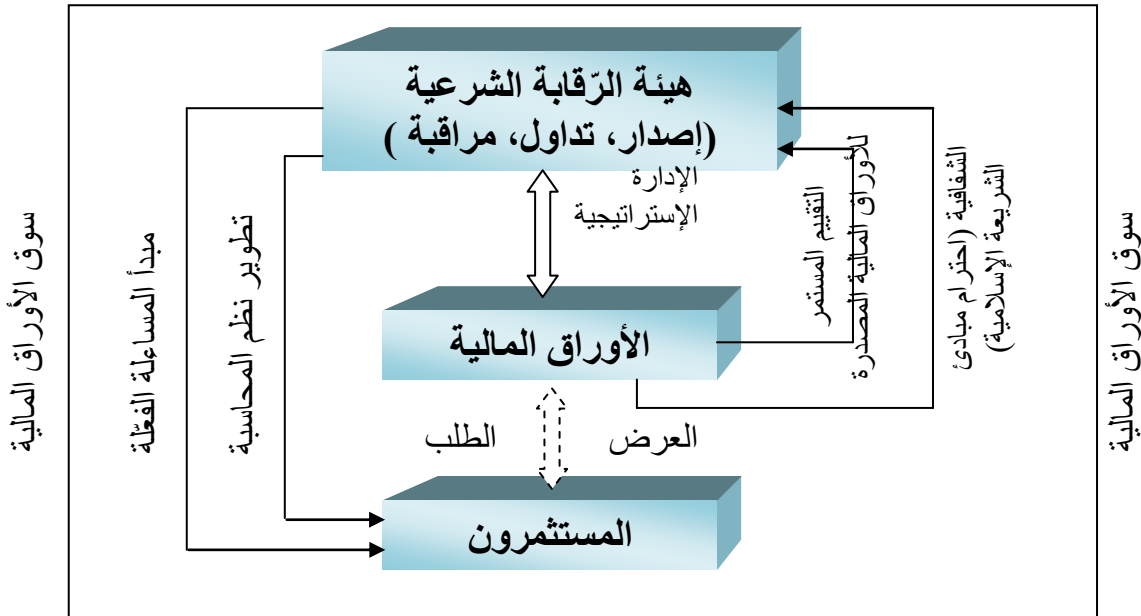 هيئة الرّقابة الشرعية
(إصدار، تداول، مراقبة )
الإدارة
الإستراتيجية
الشفافية (احترام مبادئ
الشريعة الإسلامية)
التقييم المستمر
للأوراق المالية المصدرة
تطوير نظم المحاسبة
مبدأ المساءلة الفعّلة
سوق الأوراق المالية
سوق الأوراق المالية
الأوراق المالية
العرض
الطلب
المستثمرون